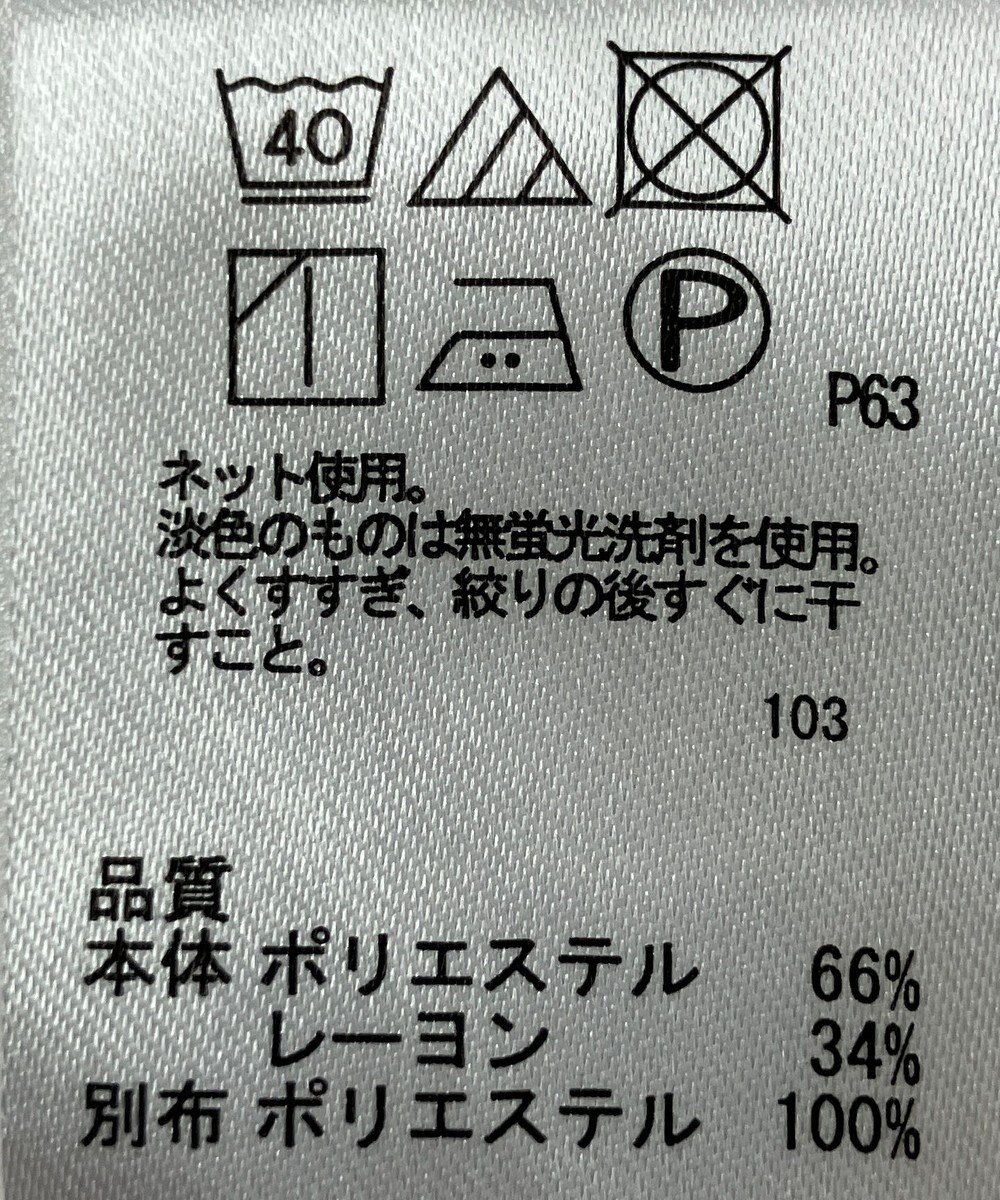 40
P
P63
ネット使用。
淡色のものは無蛍光洗剤を使用。
よくすすぎ、絞りの後すぐに干
すこと。
103
品質
本体 ポリエステル 66%
レーヨン 34%
別布 ポリエステル 100%